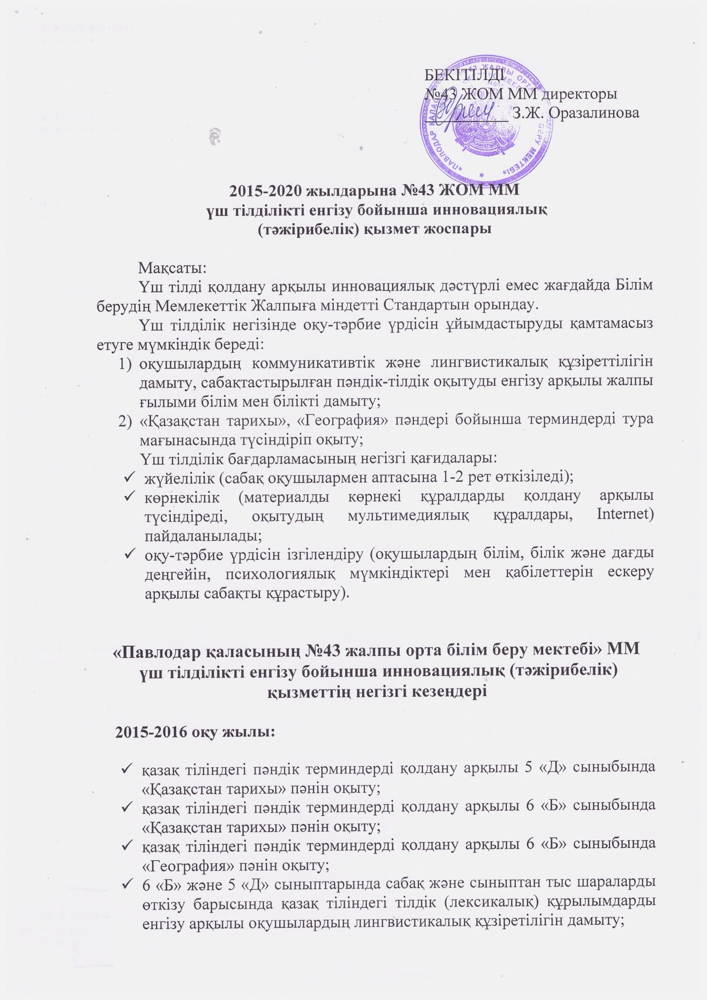 БЕКІТІЛДІ
№43 ЖОМ ММ директоры
__________ З.Ж. Оразалинова
«ПАВЛОДАР ҚАЛАС
№43 ЖАЛПЫ ОРТА
БЕРУ МЕКТЕБІ»
2015-2020 жылдарына №43 ЖОМ ММ
үш тілділікті енгізу бойынша инновациялық
(тәжірибелік) қызмет жоспары
Мақсаты:
Үш тілді қолдану арқылы инновациялық дәстүрлі емес жағдайда Білім
берудің Мемлекеттік Жалпыға міндетті Стандартын орындау.
Үш тілділік негізінде оқу-тәрбие үрдісін ұйымдастыруды қамтамасыз
етуге мүмкіндік береді:
1) оқушылардың коммуникативтік және лингвистикалық құзіреттілігін
дамыту, сабақтастырылған пәндік-тілдік оқытуды енгізу арқылы жалпы
ғылыми білім мен білікті дамыту;
2) «Қазақстан тарихы», «География» пәндері бойынша терминдерді тура
мағынасында түсіндіріп оқыту;
Үш тілділік бағдарламасының негізгі қағидалары:
✓ жүйелілік (сабақ оқушылармен аптасына 1-2 рет өткізіледі);
✓ көрнекілік (материалды көрнекі құралдарды қолдану арқылы
түсіндіреді, оқытудың мультимедиялық құралдары, Internet)
пайдаланылады;
✓ оқу-тәрбие үрдісін ізгілендіру (оқушылардың білім, білік және дағды
деңгейін, психологиялық мүмкіндіктері мен қабілеттерін ескеру
арқылы сабақты құрастыру).
«Павлодар қаласының №43 жалпы орта білім беру мектебі» ММ
үш тілділікті енгізу бойынша инновациялық (тәжірибелік)
қызметтің негізгі кезеңдері
2015-2016 оқу жылы:
✓ қазақ тіліндегі пәндік терминдерді қолдану арқылы 5 «Д» сыныбында
«Қазақстан тарихы» пәнін оқыту;
✓ қазақ тіліндегі пәндік терминдерді қолдану арқылы 6 «Б» сыныбында
«Қазақстан тарихы» пәнін оқыту;
✓ қазақ тіліндегі пәндік терминдерді қолдану арқылы 6 «Б» сыныбында
«География» пәнін оқыту;
✓ 6 «Б» және 5 «Д» сыныптарында сабақ және сыныптан тыс шараларды
өткізу барысында қазақ тіліндегі тілдік (лексикалық) құрылымдарды
енгізу арқылы оқушылардың лингвистикалық құзіретілігін дамыту;